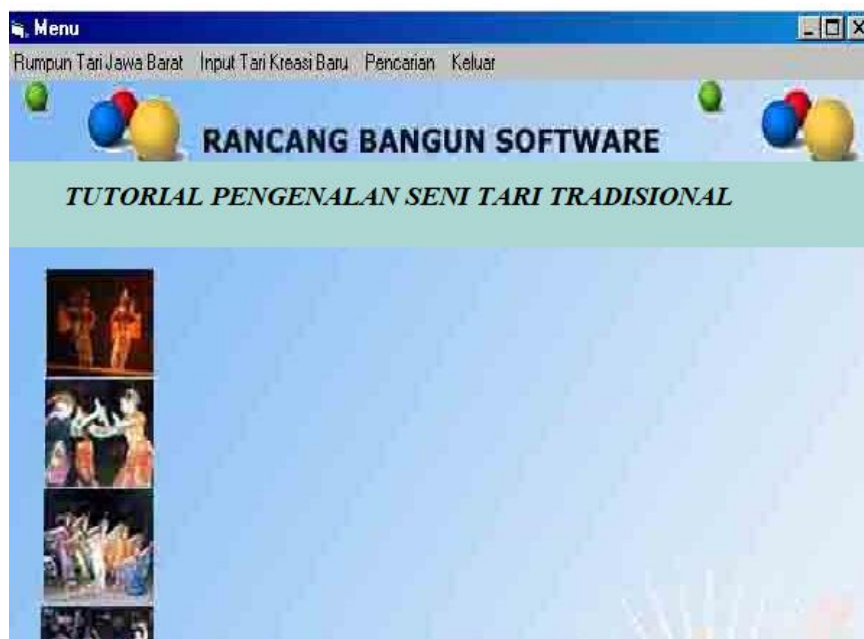 Menu
Rumpun Tari Jawa Barat Input Tari Kreasi Baru Pencarian Keluar
RANCANG BANGUN SOFTWARE
TUTORIAL PENGENALAN SENI TARI TRADISIONAL